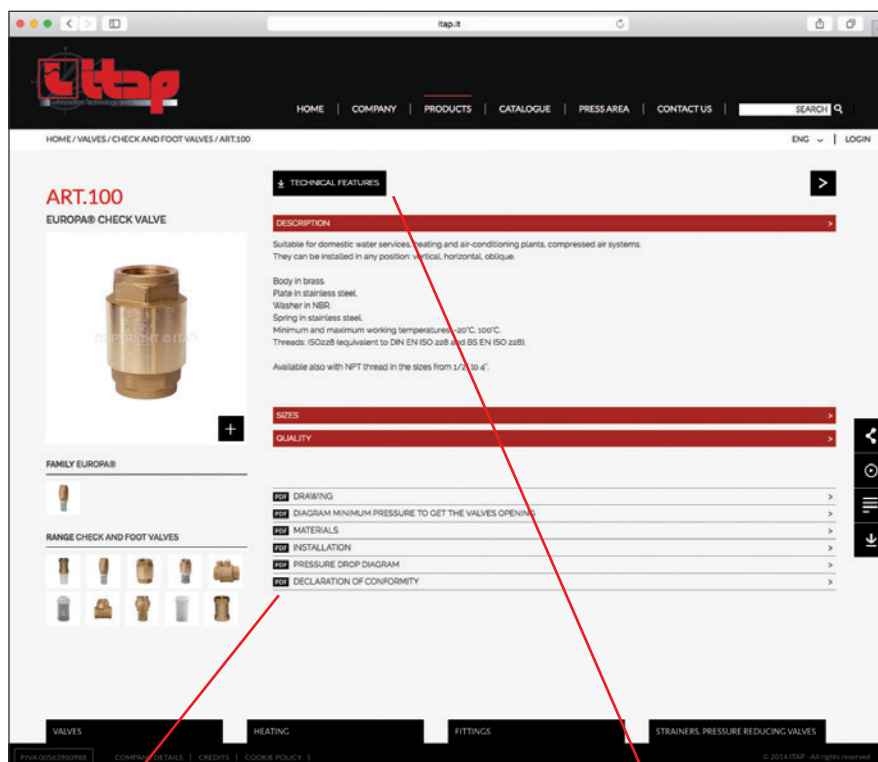 itap.it
itap
HOME | COMPANY | PRODUCTS | CATALOGUE | PRESS AREA | CONTACT US | SEARCH
HOME / VALVES / CHECK AND FOOT VALVES / ART.100
ENG | LOGIN
ART.100
EUROPA® CHECK VALVE
COPYRIGHT © ITAP
FAMILY EUROPA®
RANGE CHECK AND FOOT VALVES
TECHNICAL FEATURES
>
DESCRIPTION >
Suitable for domestic water services, heating and air-conditioning plants, compressed air systems.
They can be installed in any position: vertical, horizontal, oblique.
Body in brass.
Plate in stainless steel.
Washer in NBR.
Spring in stainless steel.
Minimum and maximum working temperatures: -20°C, 100°C.
Threads: ISO228 (equivalent to DIN EN ISO 228 and BS EN ISO 228).
Available also with NPT thread in the sizes from 1/2" to 4".
SIZES >
QUALITY >
PDF DRAWING >
PDF DIAGRAM MINIMUM PRESSURE TO GET THE VALVES OPENING >
PDF MATERIALS >
PDF INSTALLATION >
PDF PRESSURE DROP DIAGRAM >
PDF DECLARATION OF CONFORMITY >
VALVES
HEATING
FITTINGS
STRAINERS, PRESSURE REDUCING VALVES
P.IVA 00563960988
COMPANY DETAILS | CREDITS | COOKIE POLICY |
© 2014 ITAP - All rights reserved